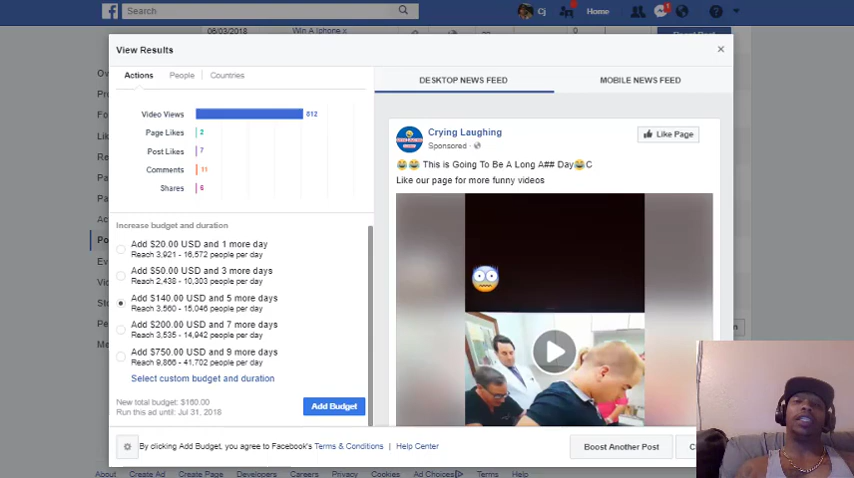 Search
Cj
Home
1
?
06/03/2018
Win A Iphone x
0
View Results
×
Actions
People
Countries
Video Views
812
Page Likes
2
Post Likes
7
Comments
11
Shares
6
Increase budget and duration
Add $20.00 USD and 1 more day
Reach 3,921 - 16,572 people per day
Add $50.00 USD and 3 more days
Reach 2,438 - 10,303 people per day
Add $140.00 USD and 5 more days
Reach 3,560 - 15,046 people per day
Add $200.00 USD and 7 more days
Reach 3,535 - 14,942 people per day
Add $750.00 USD and 9 more days
Reach 9,866 - 41,702 people per day
Select custom budget and duration
New total budget: $160.00
Run this ad until Jul 31, 2018
Add Budget
DESKTOP NEWS FEED
MOBILE NEWS FEED
Crying Laughing
Sponsored ·
Like Page
😂😂 This is Going To Be A Long A## Day😂C
Like our page for more funny videos
By clicking Add Budget, you agree to Facebook's Terms & Conditions | Help Center
Boost Another Post
About Create Ad Create Page Developers Careers Privacy Cookies Ad Choices Terms Help